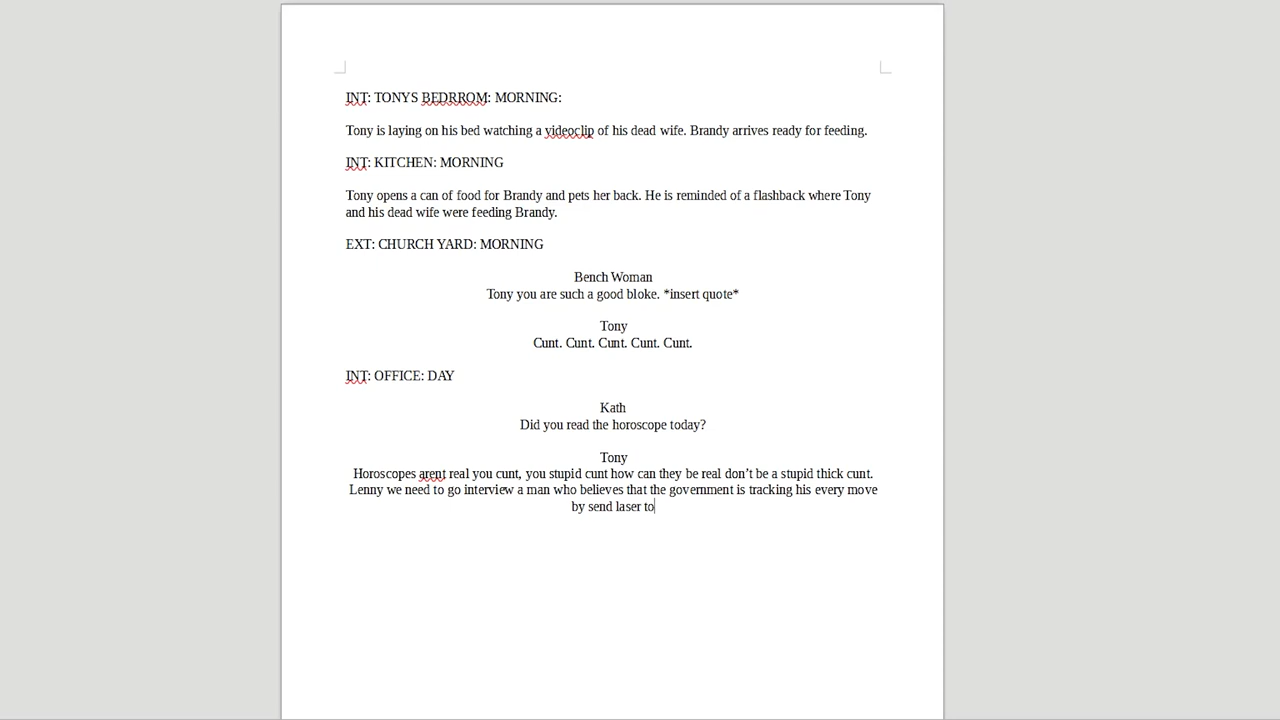 INT: TONYS BEDRROM: MORNING:
Tony is laying on his bed watching a videoclip of his dead wife. Brandy arrives ready for feeding.
INT: KITCHEN: MORNING
Tony opens a can of food for Brandy and pets her back. He is reminded of a flashback where Tony
and his dead wife were feeding Brandy.
EXT: CHURCH YARD: MORNING
Bench Woman
Tony you are such a good bloke. *insert quote*
Tony
Cunt. Cunt. Cunt. Cunt. Cunt.
INT: OFFICE: DAY
Kath
Did you read the horoscope today?
Tony
Horoscopes arent real you cunt, you stupid cunt how can they be real don’t be a stupid thick cunt.
Lenny we need to go interview a man who believes that the government is tracking his every move
by send laser to